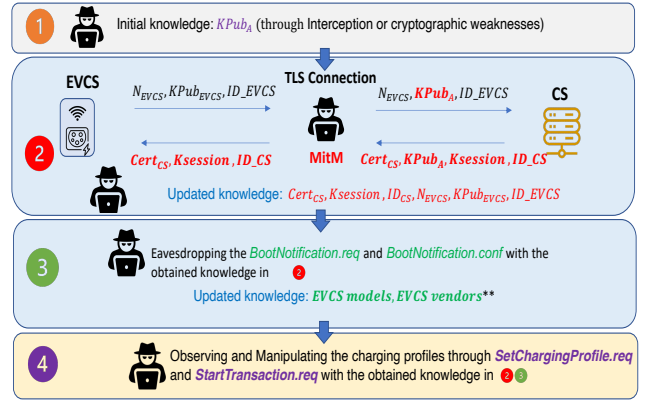 1
Initial knowledge: KPub_A (through Interception or cryptographic weaknesses)
EVCS
TLS Connection
CS
N_EVCS, KPub_EVCS, ID_EVCS
N_EVCS, KPub_A, ID_EVCS
2
MitM
Cert_CS, Ksession, ID_CS
Cert_CS, KPub_A, Ksession, ID_CS
Updated knowledge: Cert_CS, Ksession, ID_CS, N_EVCS, KPub_EVCS, ID_EVCS
3
Eavesdropping the BootNotification.req and BootNotification.conf with the
obtained knowledge in 2
Updated knowledge: EVCS models, EVCS vendors**
4
Observing and Manipulating the charging profiles through SetChargingProfile.req
and StartTransaction.req with the obtained knowledge in 2 3